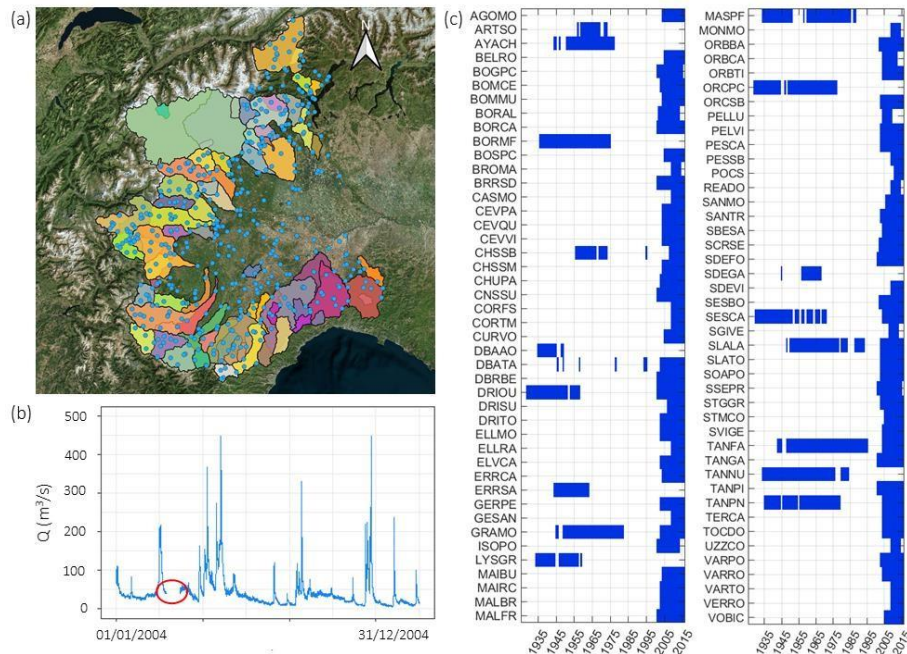 (a)
N
(b)
500
400
300
200
100
0
Q (m³/s)
01/01/2004
31/12/2004
(c)
AGOMO
ARTSO
AYACH
BELRO
BOGPC
BOMCE
BOMMU
BORAL
BORCA
BORMF
BOSPC
BROMA
BRRSD
CASMO
CEVPA
CEVQU
CEVVI
CHSSB
CHSSM
CHUPA
CNSSU
CORFS
CORTM
CURVO
DBAAO
DBATA
DBRBE
DRIOU
DRISU
DRITO
ELLMO
ELLRA
ELVCA
ERRCA
ERRSA
GERPE
GESAN
GRAMO
ISOPO
LYSGR
MAIBU
MAIRC
MALBR
MALFR
1935
1945
1955
1965
1975
1985
1995
2005
2015
MASPF
MONMO
ORBBA
ORBCA
ORBTI
ORCPC
ORCSB
PELLU
PELVI
PESCA
PESSB
POCS
READO
SANMO
SANTR
SBESA
SCRSE
SDEFO
SDEGA
SDEVI
SESBO
SESCA
SGIVE
SLALA
SLATO
SOAPO
SSEPR
STGGR
STMCO
SVIGE
TANFA
TANGA
TANNU
TANPI
TANPN
TERCA
TOCDO
UZZCO
VARPO
VARRO
VARTO
VERRO
VOBIC
1935
1945
1955
1965
1975
1985
1995
2005
2015